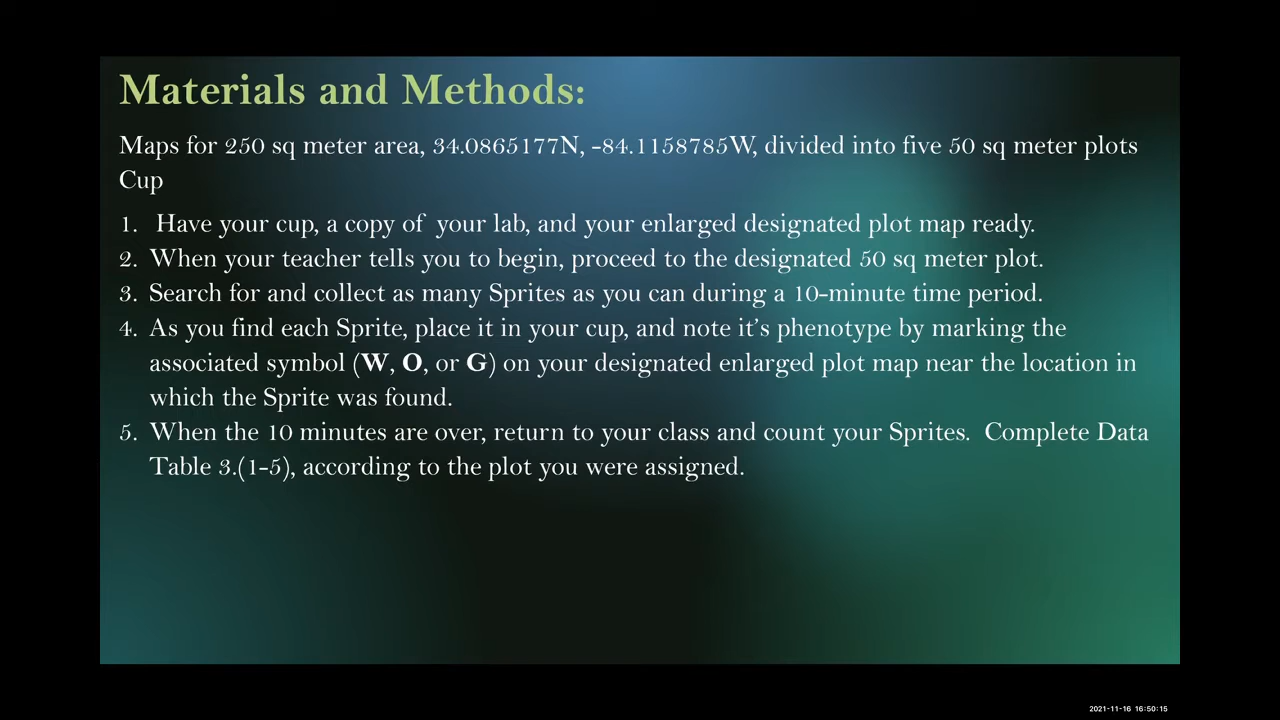 Materials and Methods:
Maps for 250 sq meter area, 34.0865177N, -84.1158785W, divided into five 50 sq meter plots
Cup
1. Have your cup, a copy of your lab, and your enlarged designated plot map ready.
2. When your teacher tells you to begin, proceed to the designated 50 sq meter plot.
3. Search for and collect as many Sprites as you can during a 10-minute time period.
4. As you find each Sprite, place it in your cup, and note it's phenotype by marking the
associated symbol (W, O, or G) on your designated enlarged plot map near the location in
which the Sprite was found.
5. When the 10 minutes are over, return to your class and count your Sprites. Complete Data
Table 3.(1-5), according to the plot you were assigned.
2021-11-16 16:50:15